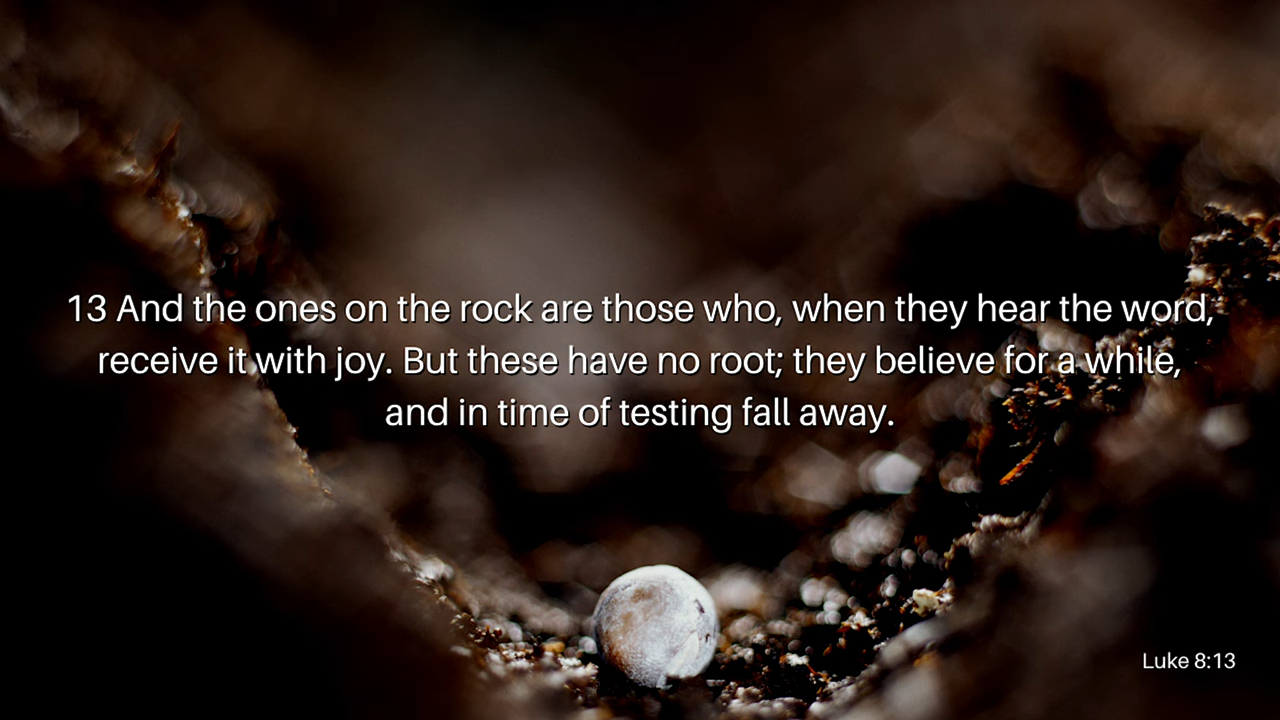 13 And the ones on the rock are those who, when they hear the word,
receive it with joy. But these have no root; they believe for a while,
and in time of testing fall away.
Luke 8:13